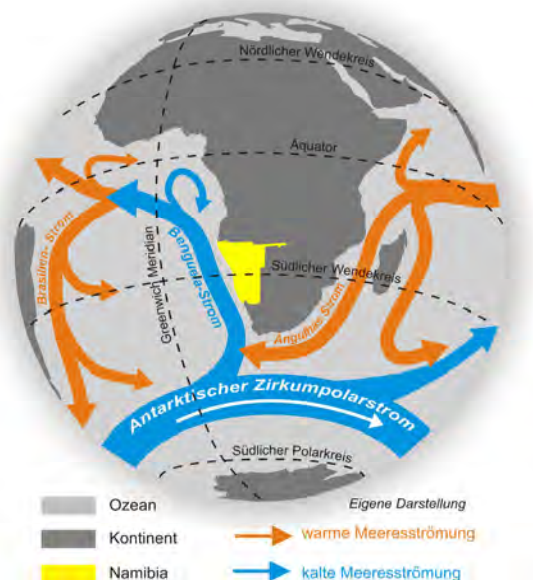 Nördlicher Wendekreis
Äquator
Brasilien- Strom
Greenwich Meridian
Benguela-Strom
Südlicher Wendekreis
Angulhas Strom
Antarktischer Zirkumpolarstrom
Südlicher Polarkreis
Ozean
Eigene Darstellung
Kontinent
warme Meeresströmung
Namibia
kalte Meeresströmung